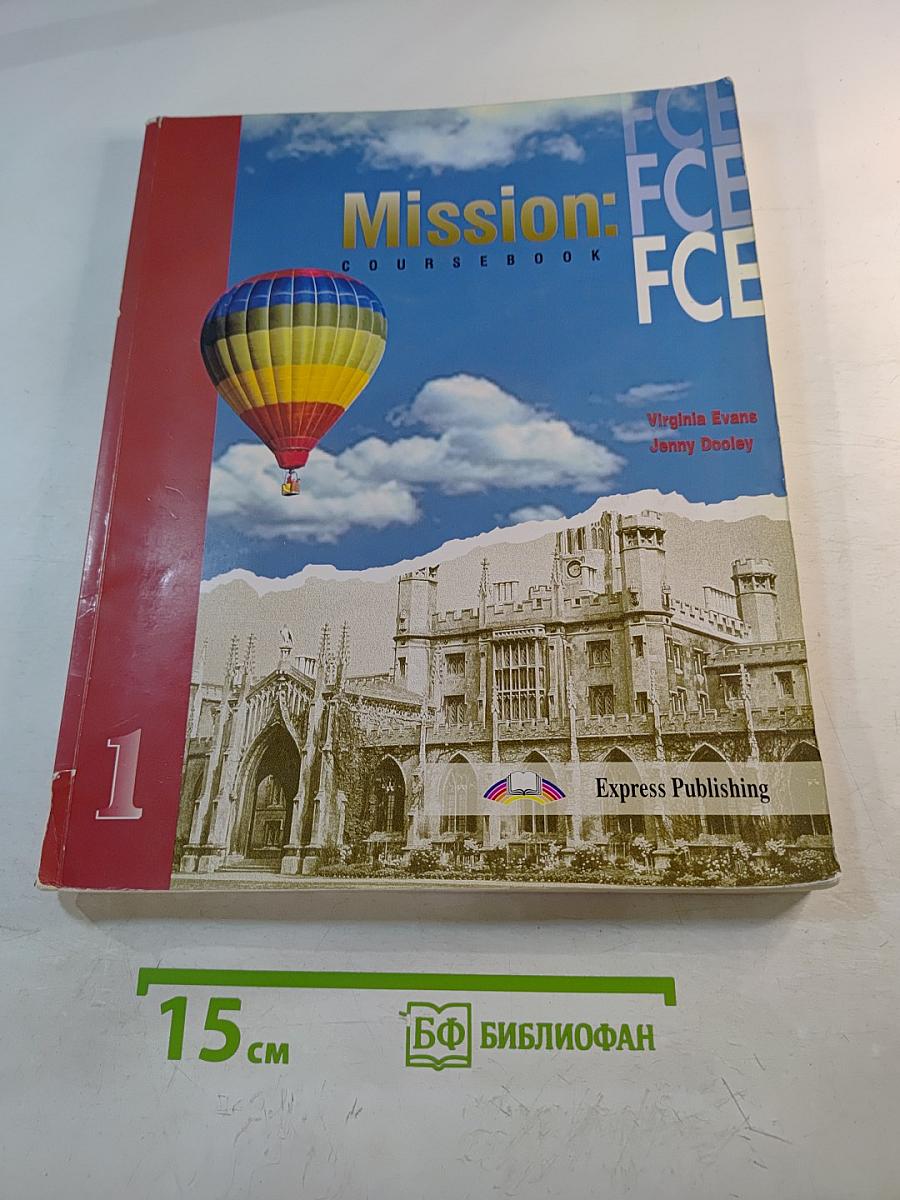 FCE
FCE
FCE
Mission:
COURSEBOOK
Virginia Evans
Jenny Dooley
1
Express Publishing
15 см
БФ БИБЛИОФАН